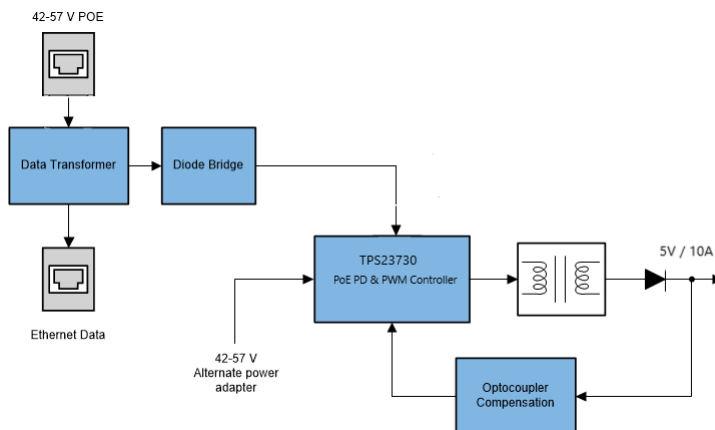 42-57 V POE
Data Transformer
Diode Bridge
TPS23730
PoE PD & PWM Controller
5V / 10A
Ethernet Data
42-57 V
Alternate power
adapter
Optocoupler
Compensation